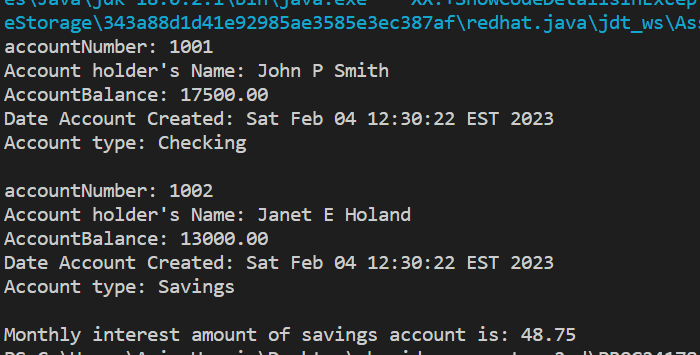 eStorage\343a88d1d41e92985ae3585e3ec387af\redhat.java\jdt_ws\Ass
accountNumber: 1001
Account holder's Name: John P Smith
AccountBalance: 17500.00
Date Account Created: Sat Feb 04 12:30:22 EST 2023
Account type: Checking
accountNumber: 1002
Account holder's Name: Janet E Holand
AccountBalance: 13000.00
Date Account Created: Sat Feb 04 12:30:22 EST 2023
Account type: Savings
Monthly interest amount of savings account is: 48.75